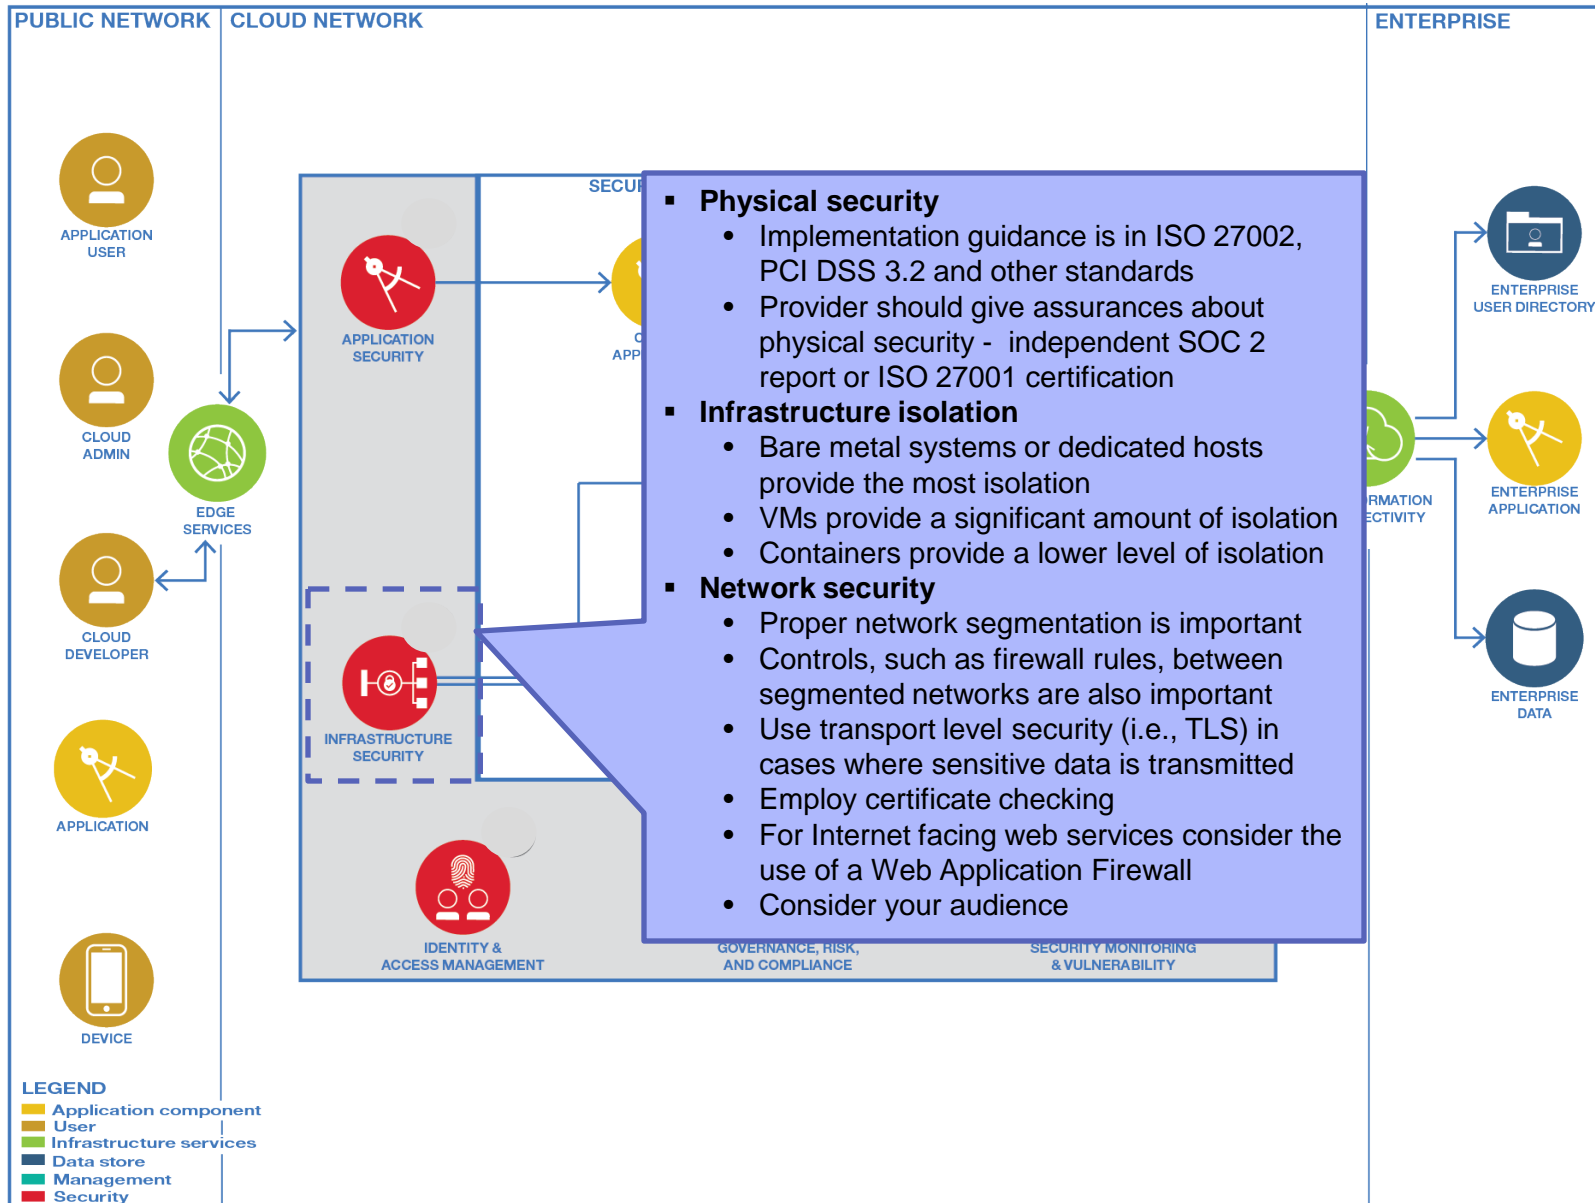 PUBLIC NETWORK
CLOUD NETWORK
ENTERPRISE
APPLICATION
USER
CLOUD
ADMIN
EDGE
SERVICES
CLOUD
DEVELOPER
APPLICATION
DEVICE
APPLICATION
SECURITY
INFRASTRUCTURE
SECURITY
IDENTITY &
ACCESS MANAGEMENT
GOVERNANCE, RISK,
AND COMPLIANCE
SECURITY MONITORING
& VULNERABILITY
▪ Physical security
• Implementation guidance is in ISO 27002,
PCI DSS 3.2 and other standards
• Provider should give assurances about
physical security - independent SOC 2
report or ISO 27001 certification
▪ Infrastructure isolation
• Bare metal systems or dedicated hosts
provide the most isolation
• VMs provide a significant amount of isolation
• Containers provide a lower level of isolation
▪ Network security
• Proper network segmentation is important
• Controls, such as firewall rules, between
segmented networks are also important
• Use transport level security (i.e., TLS) in
cases where sensitive data is transmitted
• Employ certificate checking
• For Internet facing web services consider the
use of a Web Application Firewall
• Consider your audience
ENTERPRISE
USER DIRECTORY
ENTERPRISE
APPLICATION
ENTERPRISE
DATA
LEGEND
Application component
User
Infrastructure services
Data store
Management
Security